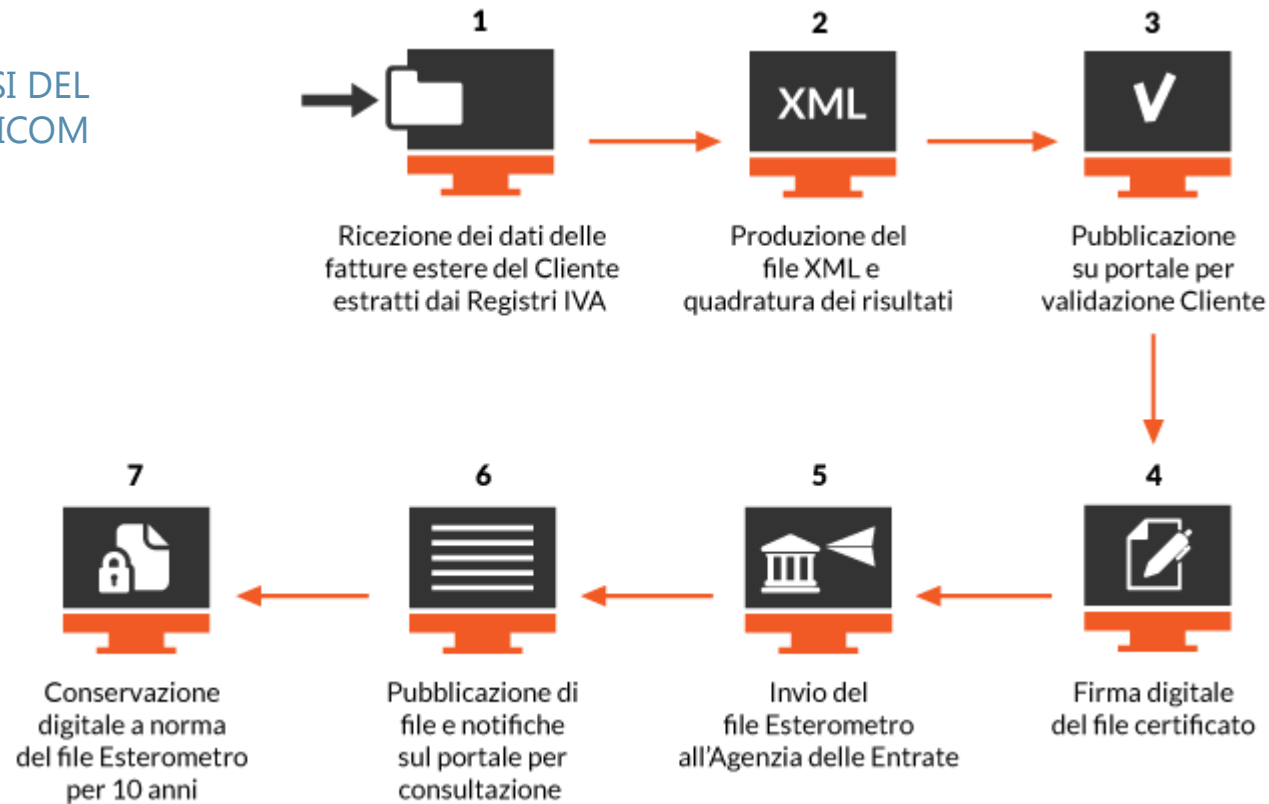 SI DEL
ICOM
1
2
3
XML
Ricezione dei dati delle
fatture estere del Cliente
estratti dai Registri IVA
Produzione del
file XML e
quadratura dei risultati
Pubblicazione
su portale per
validazione Cliente
7
6
5
4
Conservazione
digitale a norma
del file Esterometro
per 10 anni
Pubblicazione di
file e notifiche
sul portale per
consultazione
Invio del
file Esterometro
all'Agenzia delle Entrate
Firma digitale
del file certificato